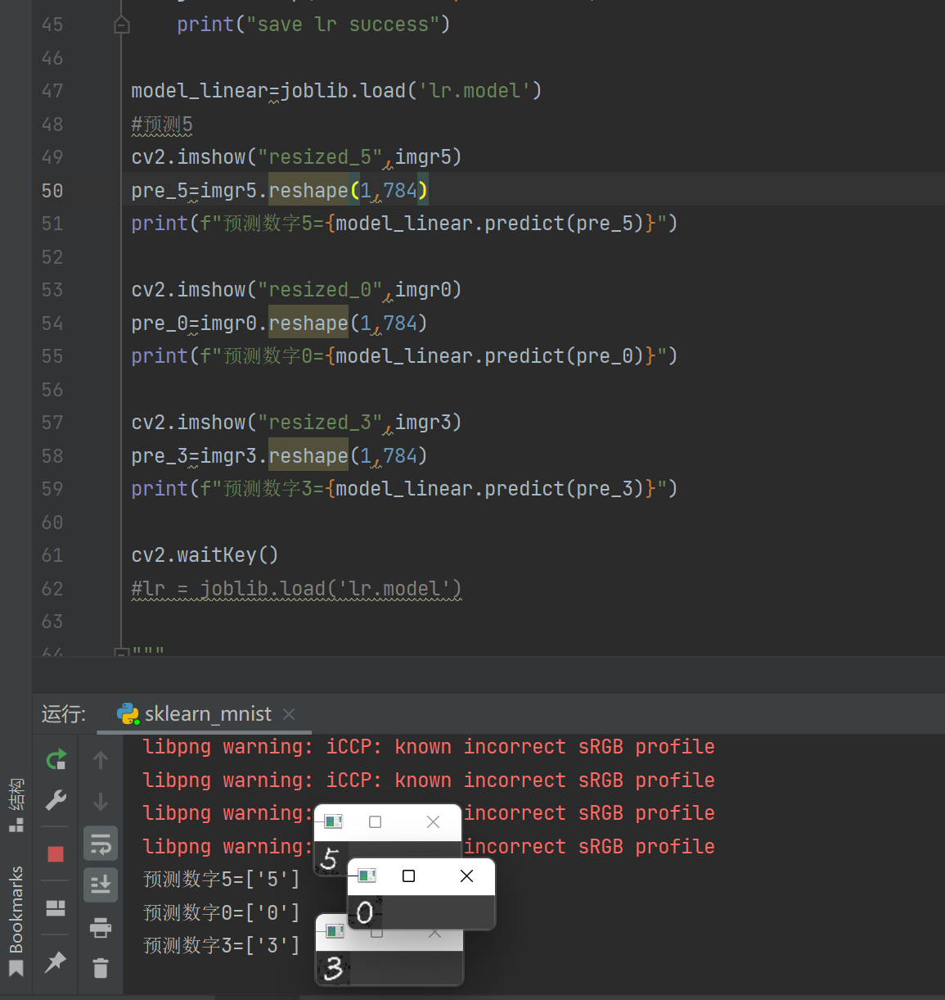 45 print("save lr success")
46
47 model_linear=joblib.load('lr.model')
48 #预测5
49 cv2.imshow("resized_5",imgr5)
50 pre_5=imgr5.reshape(1,784)
51 print(f"预测数字5={model_linear.predict(pre_5)}")
52
53 cv2.imshow("resized_0",imgr0)
54 pre_0=imgr0.reshape(1,784)
55 print(f"预测数字0={model_linear.predict(pre_0)}")
56
57 cv2.imshow("resized_3",imgr3)
58 pre_3=imgr3.reshape(1,784)
59 print(f"预测数字3={model_linear.predict(pre_3)}")
60
61 cv2.waitKey()
62 #lr = joblib.load('lr.model')
63
64 """
运行: sklearn_mnist
libpng warning: iCCP: known incorrect sRGB profile
libpng warning: iCCP: known incorrect sRGB profile
libpng warning: incorrect sRGB profile
libpng warning: incorrect sRGB profile
预测数字5=['5']
预测数字0=['0']
预测数字3=['3']
5
0
3
结构
Bookmarks